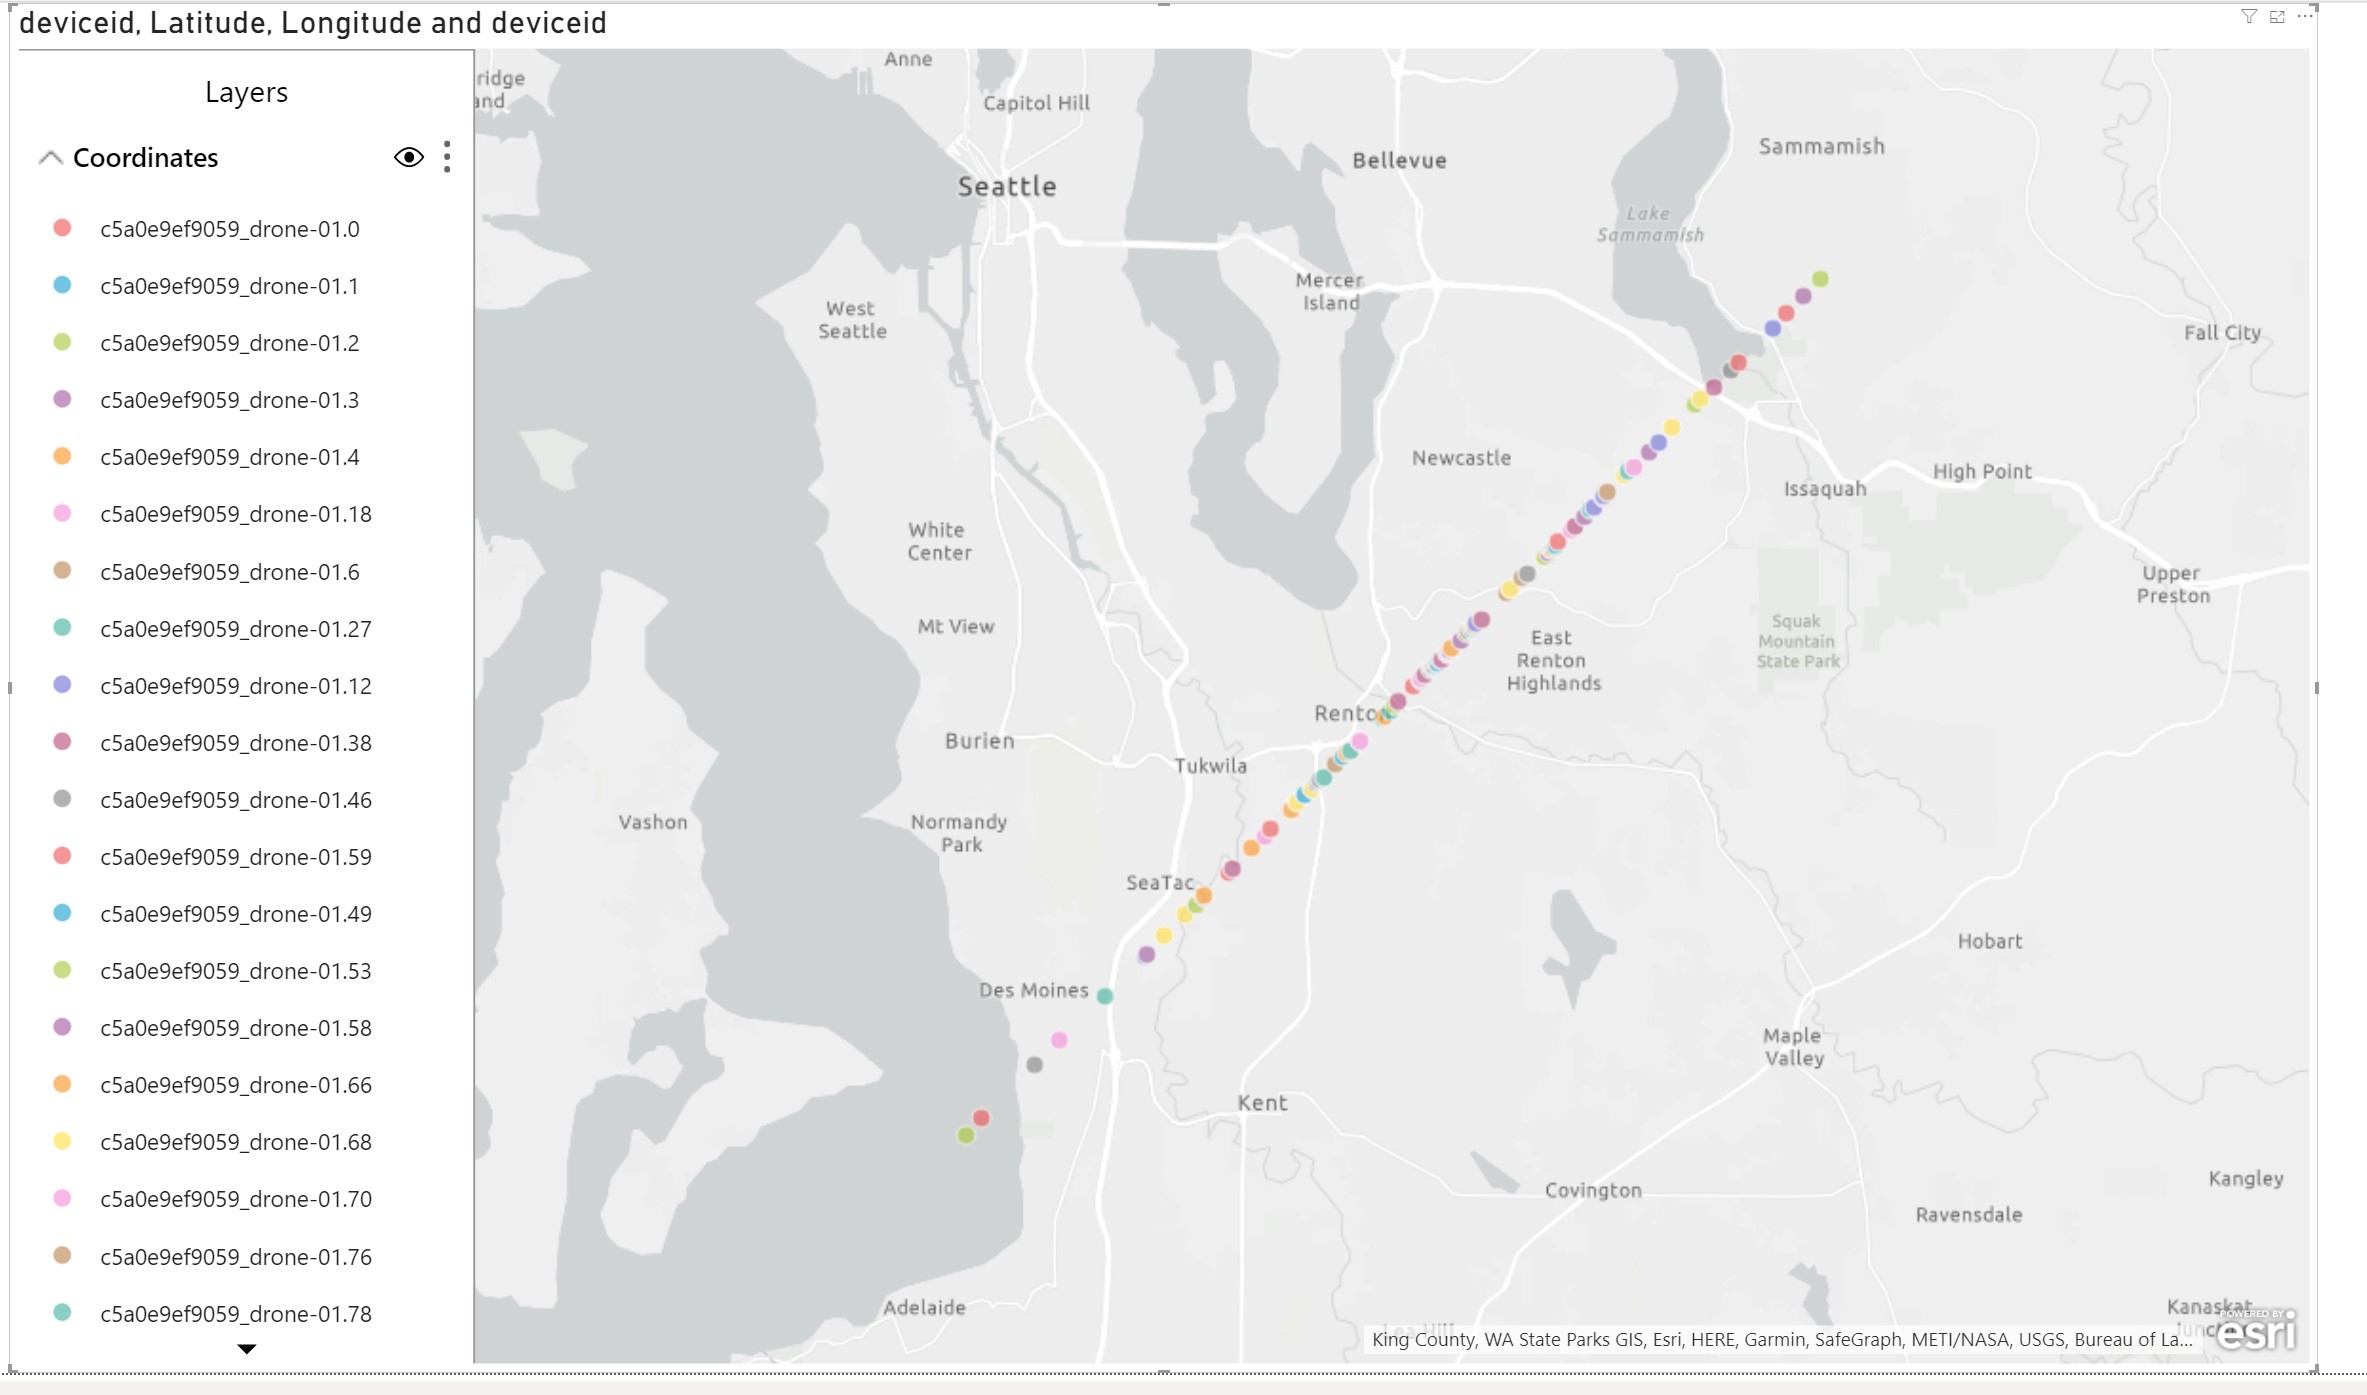 deviceid, Latitude, Longitude and deviceid
Layers
Coordinates
c5a0e9ef9059_drone-01.0
c5a0e9ef9059_drone-01.1
c5a0e9ef9059_drone-01.2
c5a0e9ef9059_drone-01.3
c5a0e9ef9059_drone-01.4
c5a0e9ef9059_drone-01.18
c5a0e9ef9059_drone-01.6
c5a0e9ef9059_drone-01.27
c5a0e9ef9059_drone-01.12
c5a0e9ef9059_drone-01.38
c5a0e9ef9059_drone-01.46
c5a0e9ef9059_drone-01.59
c5a0e9ef9059_drone-01.49
c5a0e9ef9059_drone-01.53
c5a0e9ef9059_drone-01.58
c5a0e9ef9059_drone-01.66
c5a0e9ef9059_drone-01.68
c5a0e9ef9059_drone-01.70
c5a0e9ef9059_drone-01.76
c5a0e9ef9059_drone-01.78
ridge
and
Anne
Capitol Hill
Seattle
Bellevue
Sammamish
Lake
Sammamish
Mercer
Island
West
Seattle
Fall City
Newcastle
High Point
Issaquah
White
Center
Upper
Preston
Mt View
East
Renton
Highlands
Squak
Mountain
State Park
Rento
Burien
Tukwila
Vashon
Normandy
Park
SeaTac
Hobart
Des Moines
Maple
Valley
Kent
Kangley
Covington
Ravensdale
Adelaide
Kanaskat
King County, WA State Parks GIS, Esri, HERE, Garmin, SafeGraph, METI/NASA, USGS, Bureau of La...
POWERED BY
esri